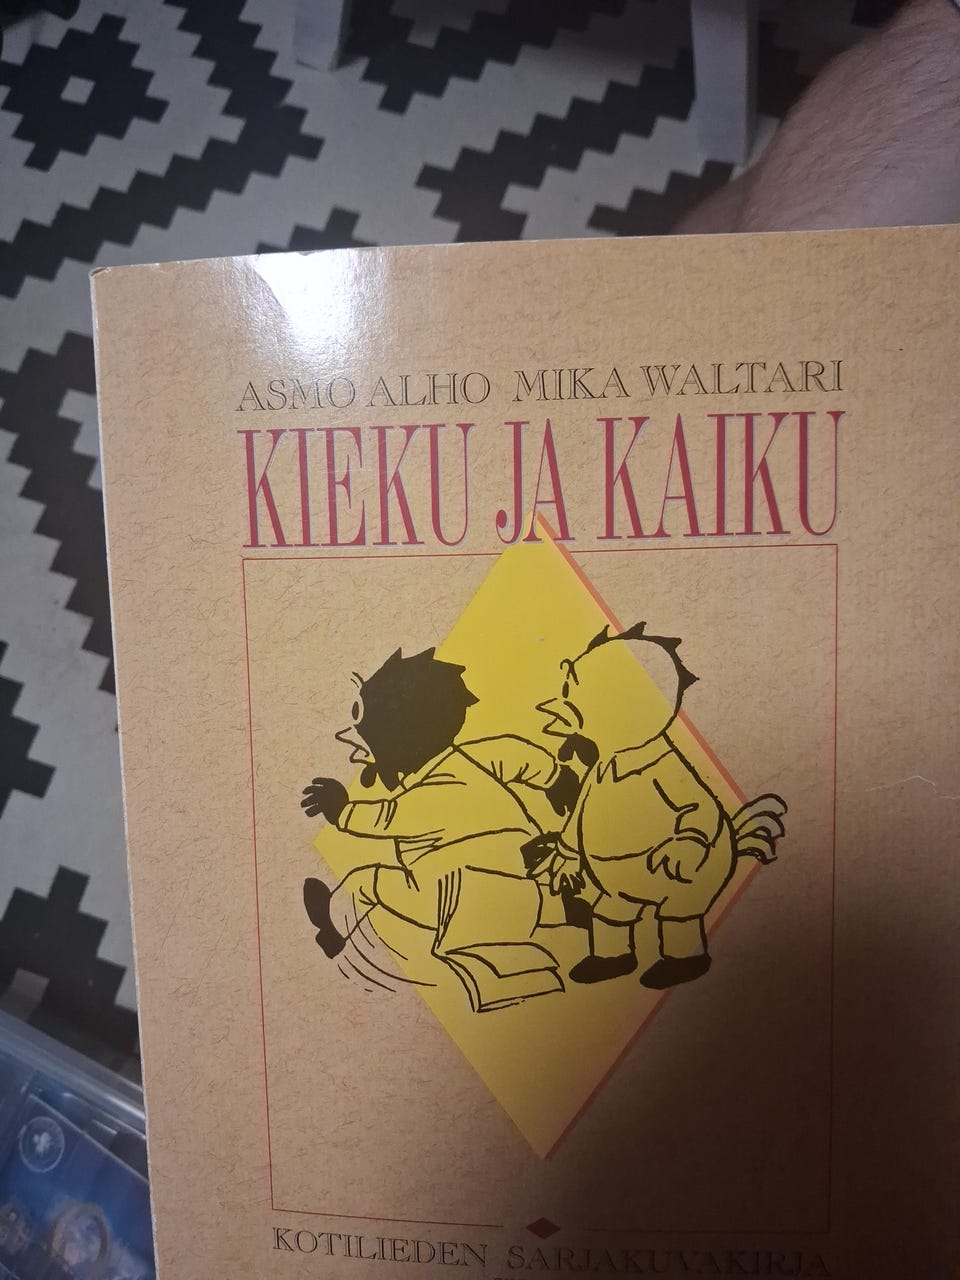 ASMO ALHO MIKA WALTARI
KIEKU JA KAIKU
KOTILIEDEN SARJAKUVAKIRJA